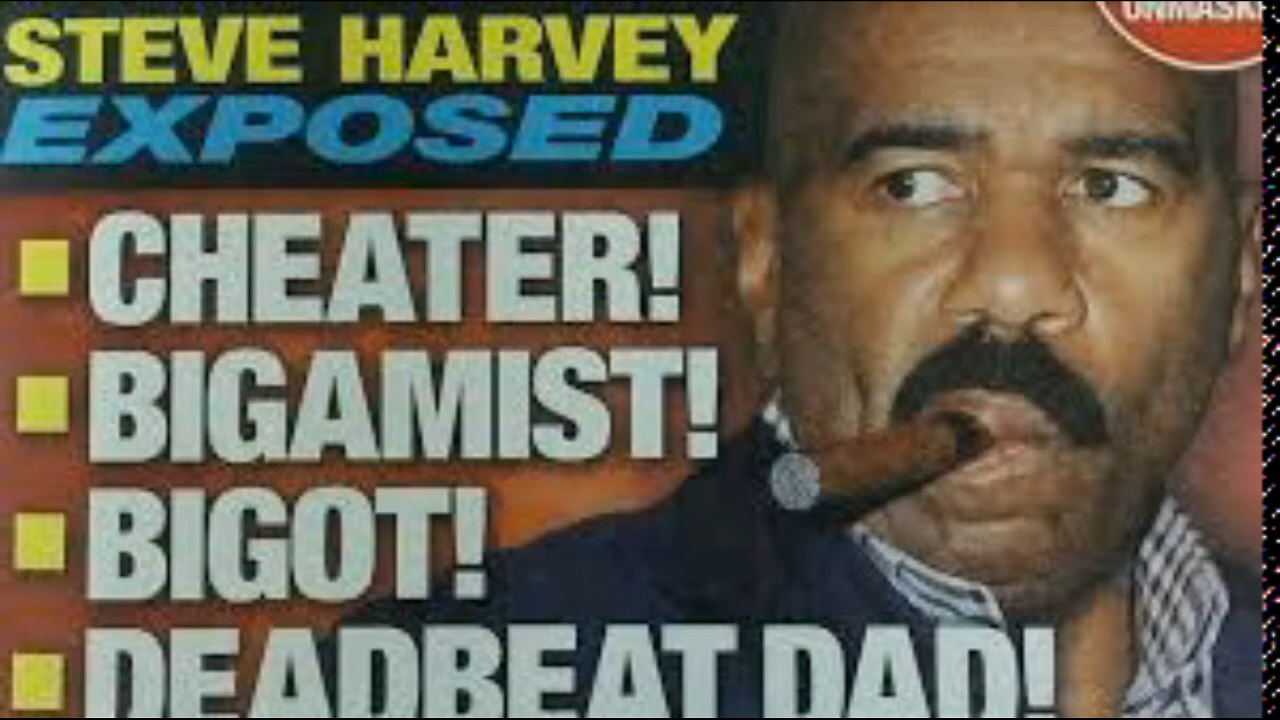 STEVE HARVEY
EXPOSED
CHEATER!
BIGAMIST!
BIGOT!
DEADBEAT DAD!